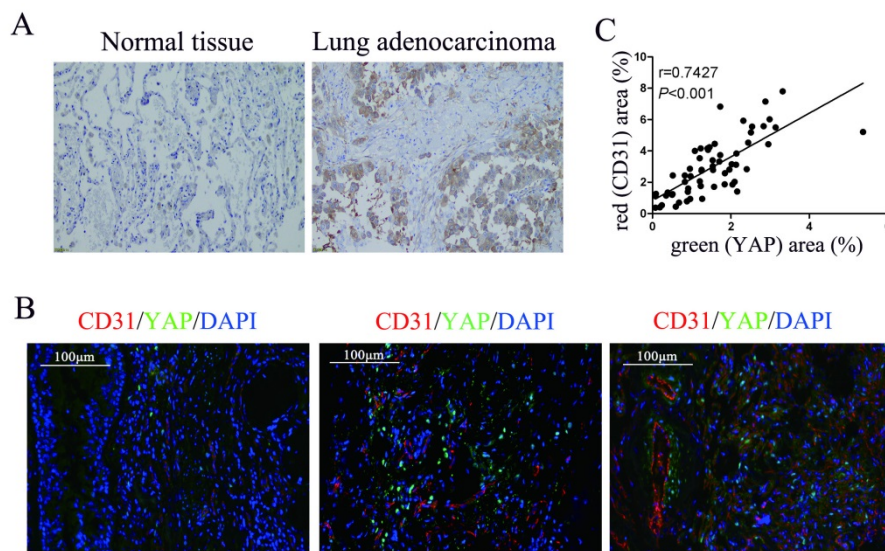 A
Normal tissue
Lung adenocarcinoma
C
red (CD31) area (%)
10
8
6
4
2
0
r=0.7427
P<0.001
0
2
4
green (YAP) area (%)
B
CD31/YAP/DAPI
CD31/YAP/DAPI
CD31/YAP/DAPI
100μm
100μm
100μm